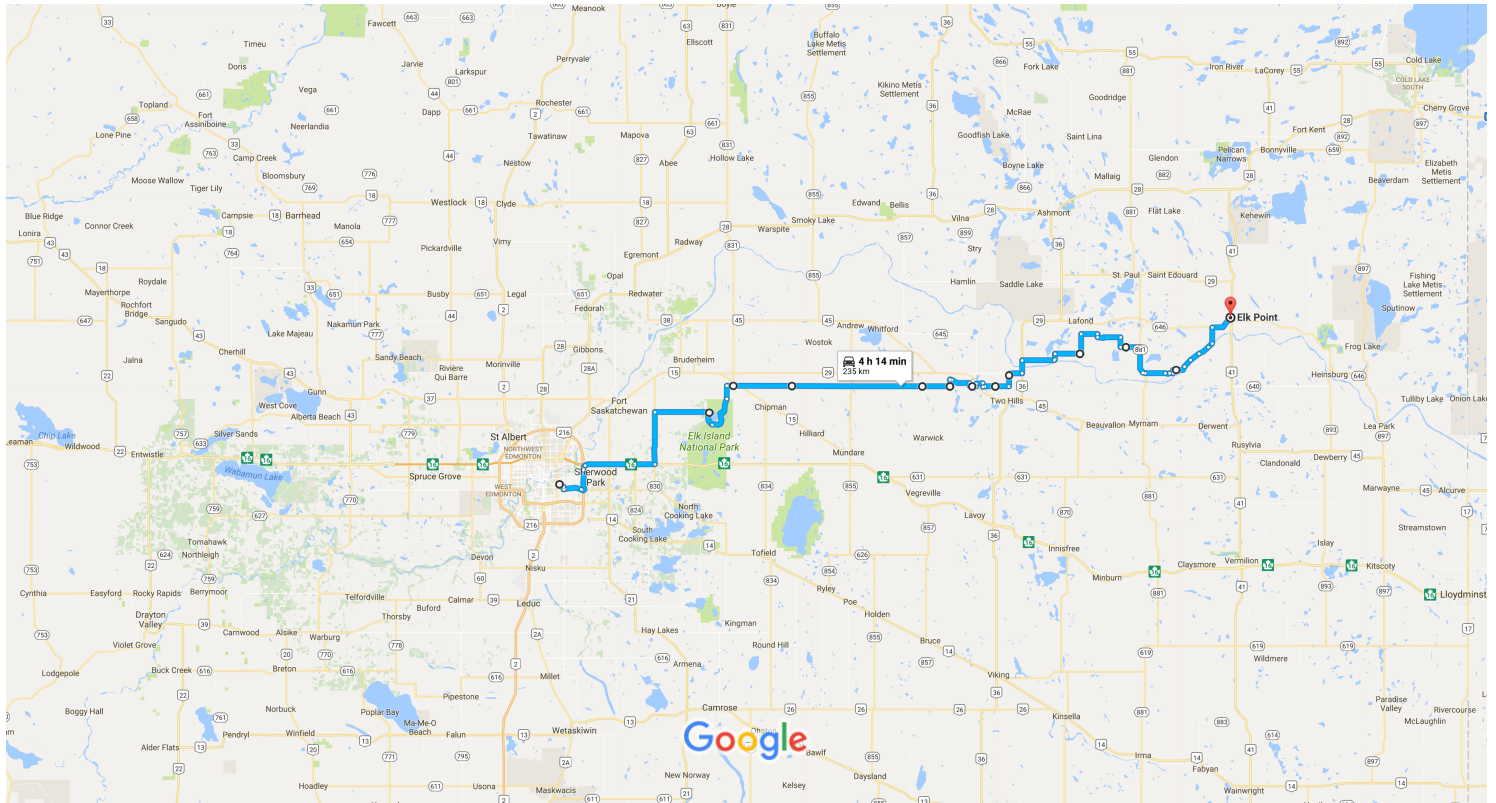 Fawcett
Meanook
Boyle
Timeu
Jarvie
Ellscott
Buffalo
Lake Metis
Settlement
Doris
Larkspur
Perryvale
Fork Lake
Iron River
LaCorey
Cold Lake
COLD LAKE
SOUTH
Vega
Kikino Metis
Settlement
Goodridge
Topland
Rochester
Cherry Grove
Fort
Assiniboine
Dapp
McRae
Lone Pine
Neerlandia
Tawatinaw
Mapova
Goodfish Lake
Saint Lina
Fort Kent
Camp Creek
Nestow
Abee
Hollow Lake
Pelican
Narrows
Bonnyville
Glendon
Elizabeth
Metis
Settlement
Moose Wallow
Bloomsbury
Boyne Lake
Mallaig
Beaverdam
Tiger Lily
Westlock
Clyde
Edwand
Bellis
Blue Ridge
Campsie
Barrhead
Smoky Lake
Vilna
Ashmont
Flat Lake
Kehewin
Lonira
Connor Creek
Manola
Warspite
Pickardville
Vimy
Radway
Stry
Egremont
Roydale
Opal
St. Paul
Saint Edouard
Fishing
Lake Metis
Settlement
Mayerthorpe
Busby
Legal
Redwater
Hamlin
Saddle Lake
Rochfort
Bridge
Fedorah
Sputinow
Sangudo
Nakamun Park
Andrew
Whitford
Lafond
Elk Point
Lake Majeau
Wostok
Jalna
Cherhill
Sandy Beach
Morinville
Gibbons
Frog Lake
Rivière
Qui Barre
Bruderheim
4 h 14 min
235 km
Heinsburg
Gunn
Fort
Saskatchewan
Chipman
Two Hills
Tulliby Lake
Onion Lake
West Cove
Alberta Beach
Beauvallon
Myrnam
Derwent
Lea Park
Silver Sands
St Albert
Elk Island
National Park
Hilliard
Warwick
Rusylvia
Chip Lake
Wildwood
NORTHWEST
EDMONTON
Mundare
Dewberry
Entwistle
Clandonald
Wabamun Lake
Spruce Grove
Sherwood
Park
WEST
EDMONTON
Vegreville
Marwayne
Alcurve
North
Cooking Lake
Lavoy
Streamstown
Tomahawk
South
Cooking Lake
Northleigh
Devon
Tofield
Innisfree
Islay
Nisku
Claysmore
Vermilion
Kitscoty
Cynthia
Easyford
Rocky Rapids
Berrymoor
Telfordville
Calmar
Ryley
Minburn
Lloydminst
Drayton
Valley
Buford
Leduc
Poe
Thorsby
Holden
Carnwood
Alsike
Warburg
Hay Lakes
Kingman
Violet Grove
Bruce
Round Hill
Buck Creek
Breton
Armena
Wildmere
Lodgepole
Millet
Viking
Pipestone
Paradise
Valley
Boggy Hall
Norbuck
Poplar Bay
Camrose
Rivercourse
Ma-Me-O
Beach
Kinsella
McLaughlin
Pendryl
Winfield
Falun
Wetaskiwin
Google
Alder Flats
Bawlf
Irma
New Norway
Daysland
Fabyan
Hoadley
Usona
Maskwacis
Kelsey
Wainwright